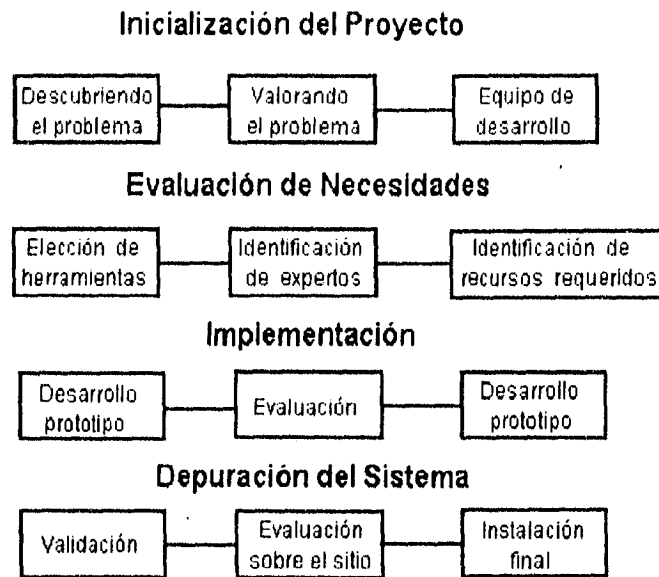 Inicialización del Proyecto
Descubriendo
el problema
Valorando
el problema
Equipo de
desarrollo
Evaluación de Necesidades
Elección de
herramientas
Identificación
de expertos
Identificación de
recursos requeridos
Implementación
Desarrollo
prototipo
Evaluación
Desarrollo
prototipo
Depuración del Sistema
Validación
Evaluación
sobre el sitio
Instalación
final